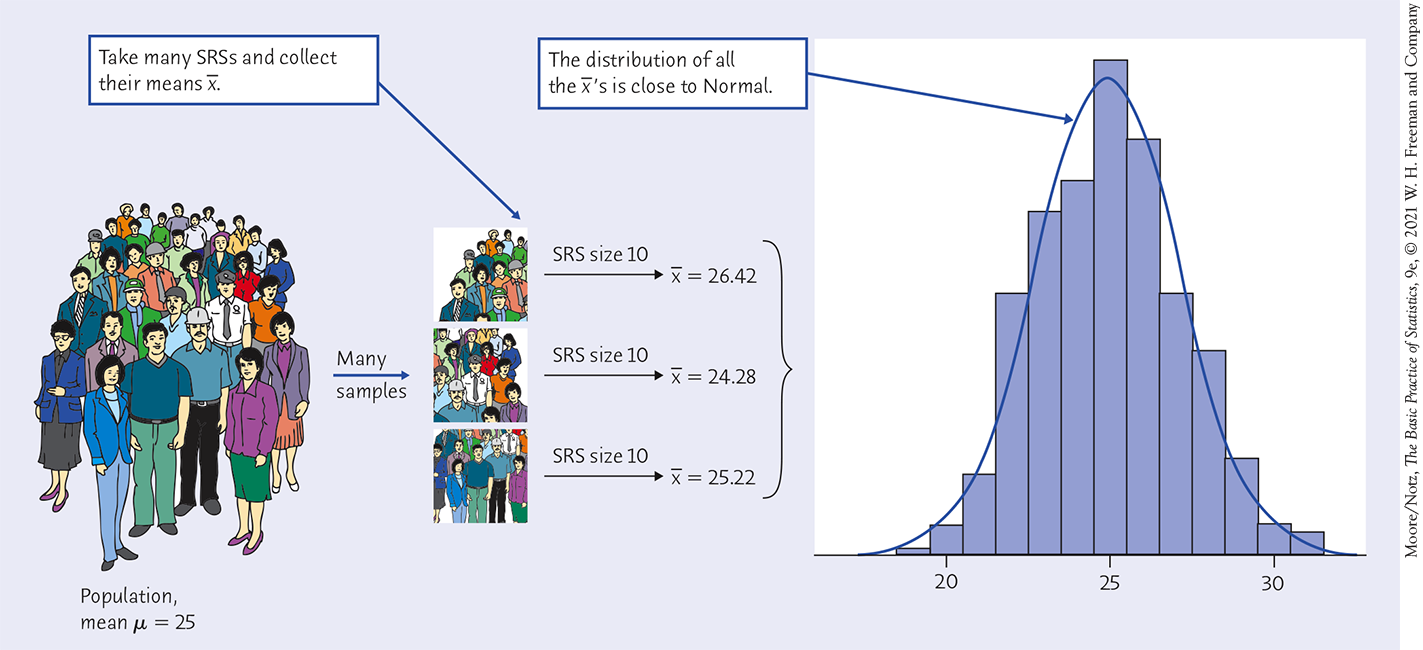 Take many SRSs and collect
their means x̅.
The distribution of all
the x̅'s is close to Normal.
Many
samples
SRS size 10
x̅ = 26.42
SRS size 10
x̅ = 24.28
SRS size 10
x̅ = 25.22
Population,
mean μ = 25
20
25
30
Moore/Notz, The Basic Practice of Statistics, 9e, © 2021 W. H. Freeman and Company